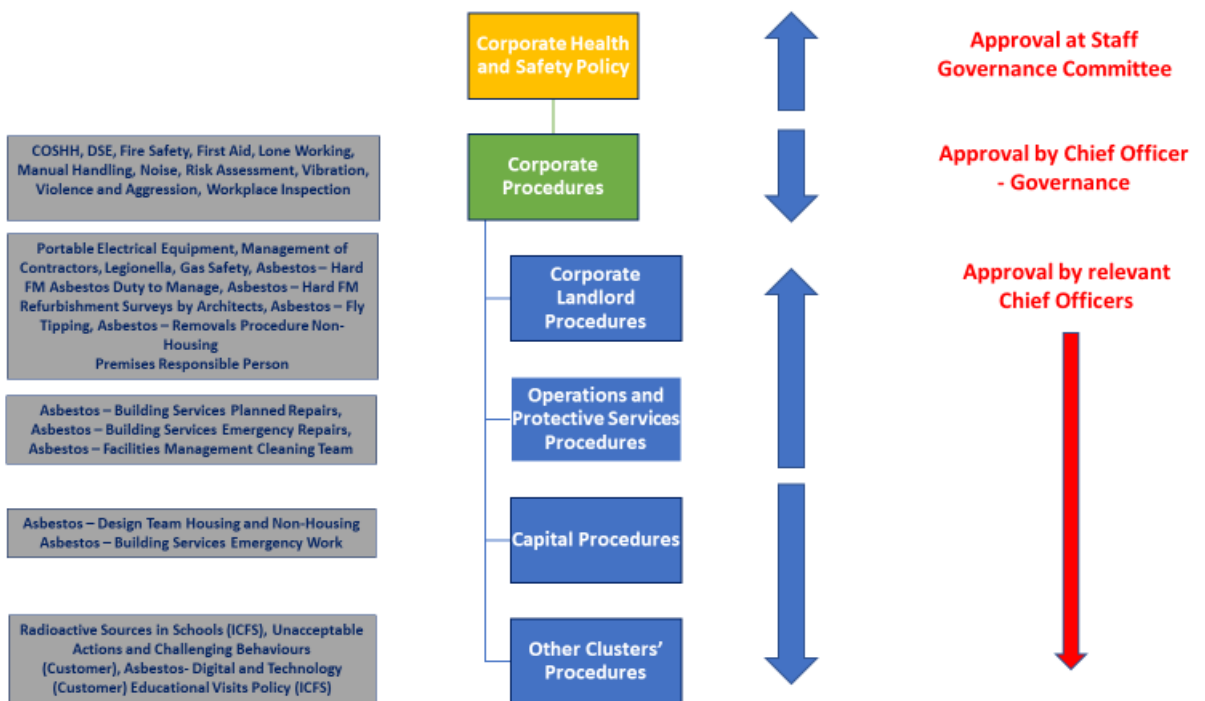 Corporate Health
and Safety Policy
Approval at Staff
Governance Committee
COSHH, DSE, Fire Safety, First Aid, Lone Working,
Manual Handling, Noise, Risk Assessment, Vibration,
Violence and Aggression, Workplace Inspection
Corporate
Procedures
Approval by Chief Officer
- Governance
Portable Electrical Equipment, Management of
Contractors, Legionella, Gas Safety, Asbestos – Hard
FM Asbestos Duty to Manage, Asbestos – Hard FM
Refurbishment Surveys by Architects, Asbestos – Fly
Tipping, Asbestos – Removals Procedure Non-
Housing
Premises Responsible Person
Corporate
Landlord
Procedures
Approval by relevant
Chief Officers
Asbestos – Building Services Planned Repairs,
Asbestos – Building Services Emergency Repairs,
Asbestos – Facilities Management Cleaning Team
Operations and
Protective Services
Procedures
Asbestos – Design Team Housing and Non-Housing
Asbestos – Building Services Emergency Work
Capital Procedures
Radioactive Sources in Schools (ICFS), Unacceptable
Actions and Challenging Behaviours
(Customer), Asbestos- Digital and Technology
(Customer) Educational Visits Policy (ICFS)
Other Clusters'
Procedures